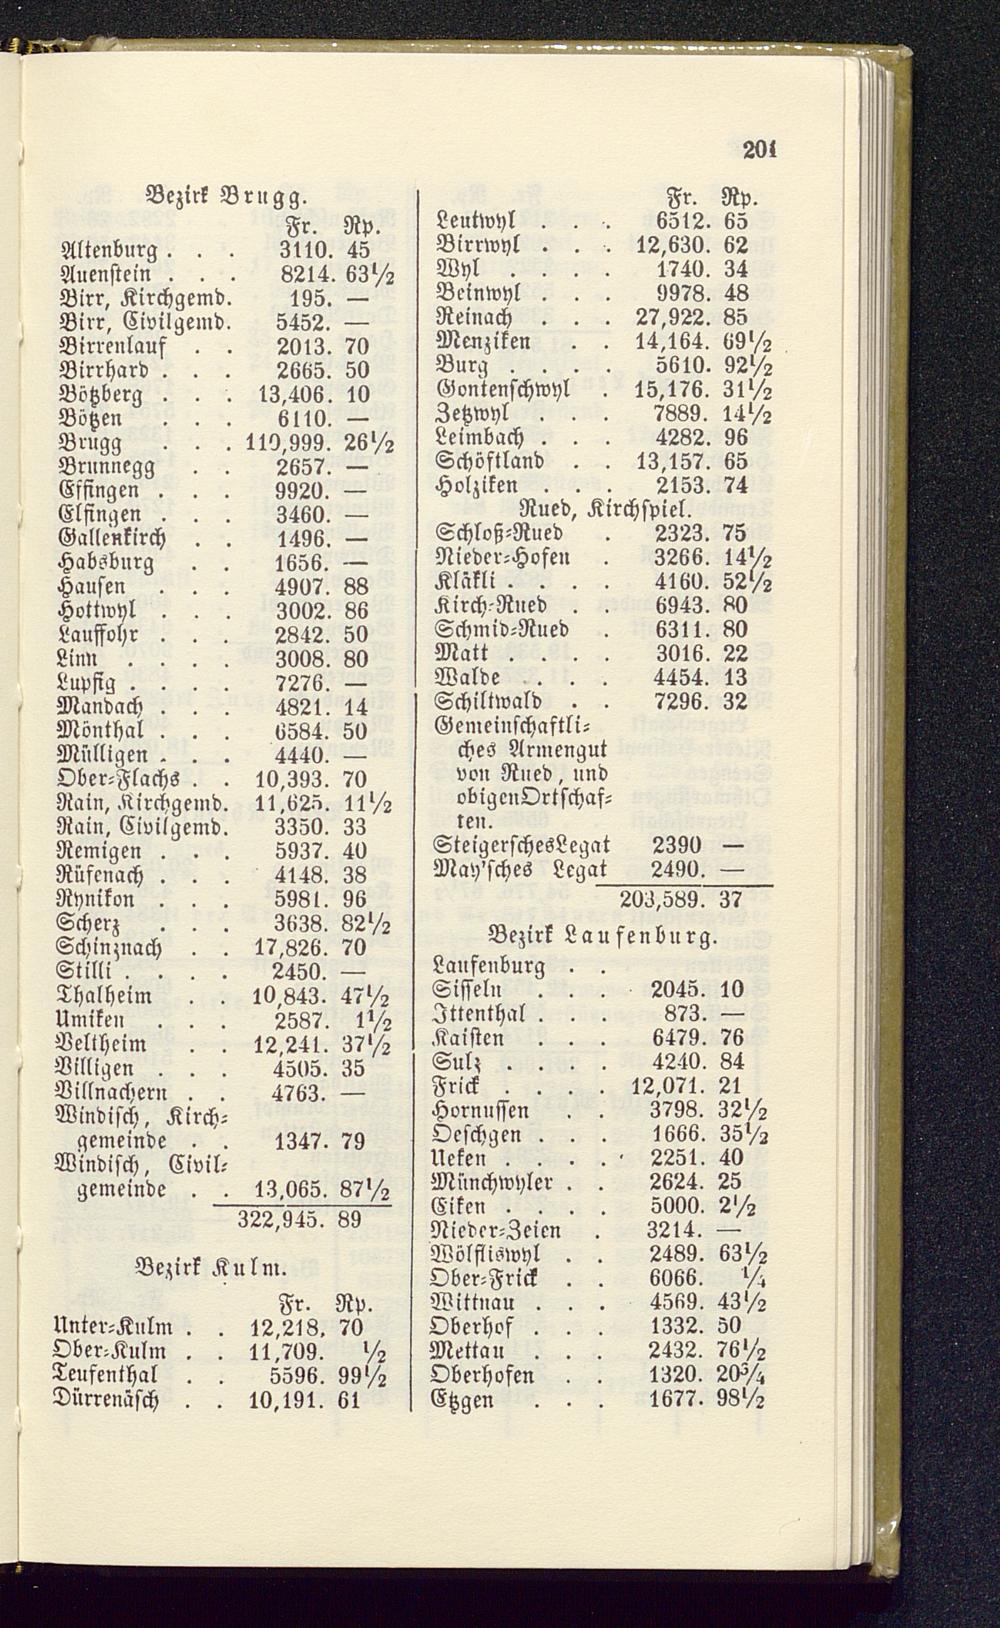 201
Bezirk Brugg.
Fr. Rp.
Altenburg . . . 3110. 45
Auenstein . . . 8214. 63½
Birr, Kirchgemd. 195. —
Birr, Civilgemd. 5452. —
Birrenlauf . . 2013. 70
Birrhard . . . 2665. 50
Bötzberg . . . 13,406. 10
Bötzen . . . 6110. —
Brugg . . . 110,999. 26½
Brunnegg . . 2657. —
Effingen . . . 9920. —
Elfingen . . . 3460. —
Gallenkirch . . 1496. —
Habsburg . . 1656. —
Hausen . . . 4907. 88
Hottwyl . . . 3002. 86
Lauffohr . . . 2842. 50
Linn . . . . 3008. 80
Lupfig . . . . 7276. —
Mandach . . . 4821. 14
Mönthal . . . 6584. 50
Mülligen . . . 4440. —
Ober-Flachs . . 10,393. 70
Rain, Kirchgemd. 11,625. 11½
Rain, Civilgemd. 3350. 33
Remigen . . . 5937. 40
Rüfenach . . . 4148. 38
Rynikon . . . 5981. 96
Scherz . . . 3638. 82½
Schinznach . . 17,826. 70
Stilli . . . . 2450. —
Thalheim . . 10,843. 47½
Umiken . . . 2587. 1½
Veltheim . . 12,241. 37½
Villigen . . . 4505. 35
Villnachern . . 4763. —
Windisch, Kirch-
gemeinde . . 1347. 79
Windisch, Civil-
gemeinde . . 13,065. 87½
322,945. 89
Bezirk Kulm.
Fr. Rp.
Unter-Kulm . . 12,218. 70
Ober-Kulm . . 11,709. ½
Teufenthal . . 5596. 99½
Dürrenäsch . . 10,191. 61
Fr. Rp.
Leutwyl . . . 6512. 65
Birrwyl . . . 12,630. 62
Wyl . . . . 1740. 34
Beinwyl . . . 9978. 48
Reinach . . . 27,922. 85
Menziken . . 14,164. 69½
Burg . . . . 5610. 92½
Gontenschwyl . 15,176. 31½
Zetzwyl . . . 7889. 14½
Leimbach . . . 4282. 96
Schöftland . . 13,157. 65
Holziken . . . 2153. 74
Rued, Kirchspiel.
Schloß-Rued . 2323. 75
Nieder-Hofen . 3266. 14½
Kläkli . . . . 4160. 52½
Kirch-Rued . . 6943. 80
Schmid-Rued . 6311. 80
Matt . . . . 3016. 22
Walde . . . 4454. 13
Schiltwald . . 7296. 32
Gemeinschaftli-
ches Armengut
von Rued, und
obigen Ortschaf-
ten.
Steigersches Legat 2390 —
May'sches Legat 2490. —
203,589. 37
Bezirk Laufenburg.
Laufenburg . .
Sisseln . . . 2045. 10
Ittenthal . . . 873. —
Kaisten . . . 6479. 76
Sulz . . . . 4240. 84
Frick . . . . 12,071. 21
Hornussen . . 3798. 32½
Oeschgen . . . 1666. 35½
Ueken . . . . 2251. 40
Münchwyler . . 2624. 25
Eiken . . . . 5000. 2½
Nieder-Zeien . 3214. —
Wölfliswyl . . 2489. 63½
Ober-Frick . . 6066. ¼
Wittnau . . . 4569. 43½
Oberhof . . . 1332. 50
Mettau . . . 2432. 76½
Oberhofen . . 1320. 20¾
Etzgen . . . 1677. 98½